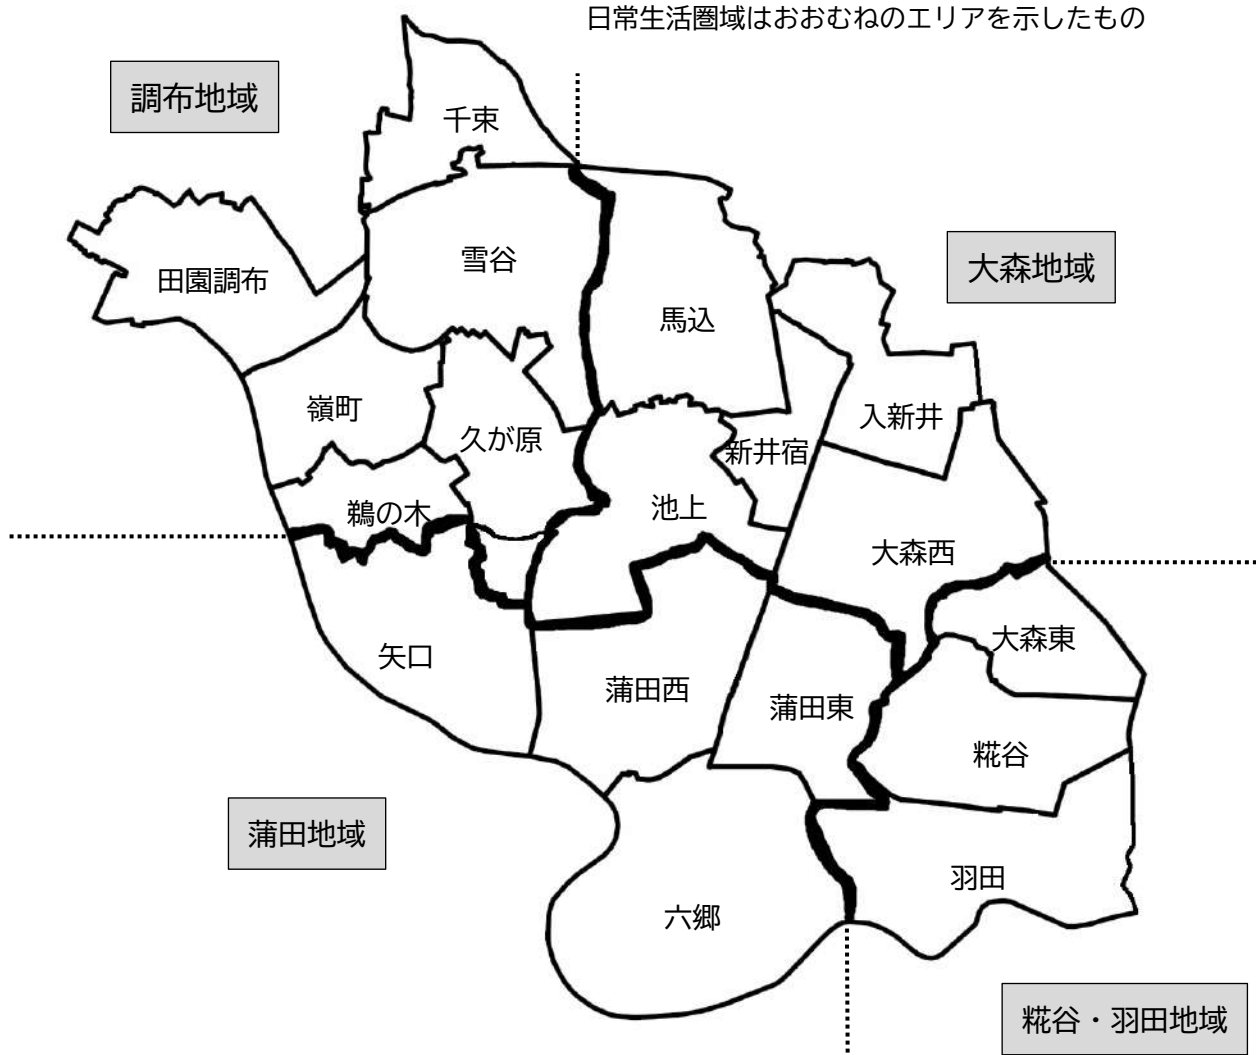 日常生活圏域はおおむねのエリアを示したもの
調布地域
千束
田園調布
雪谷
大森地域
馬込
嶺町
久が原
入新井
新井宿
鵜の木
池上
大森西
矢口
大森東
蒲田西
蒲田東
糀谷
蒲田地域
羽田
六郷
糀谷・羽田地域